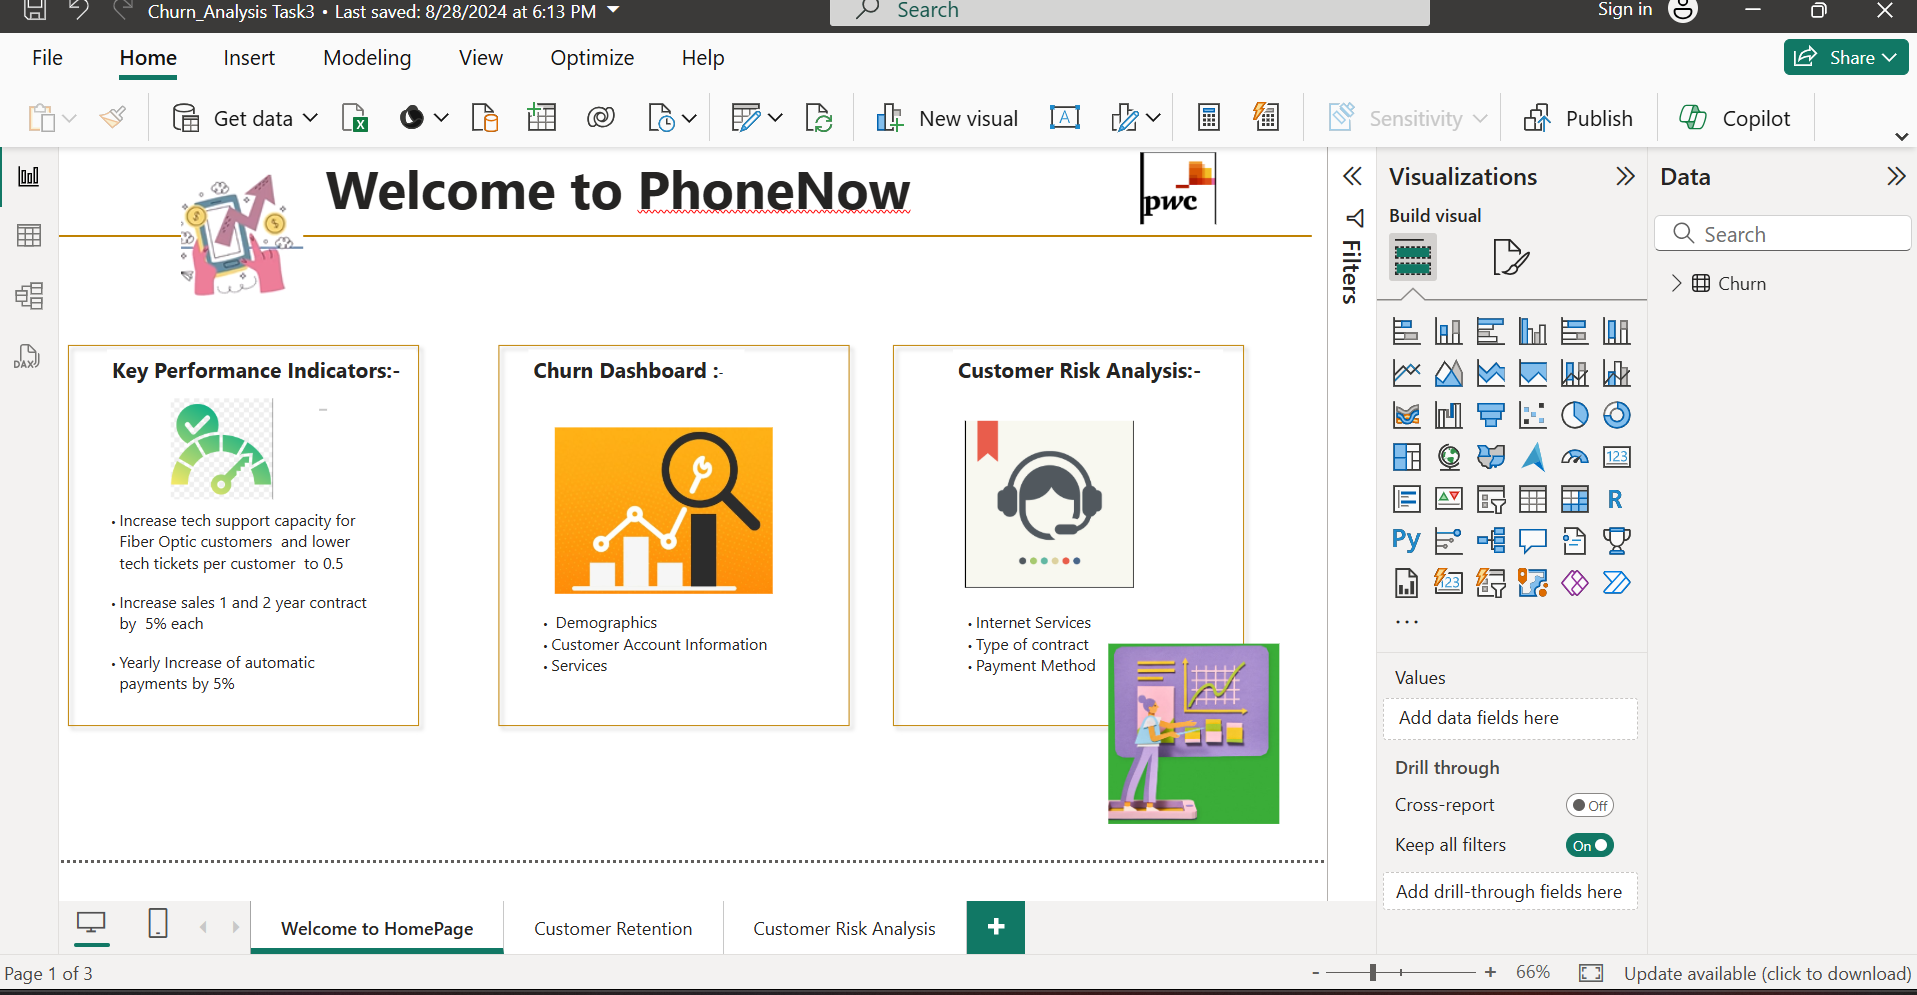 Churn_Analysis Task3 • Last saved: 8/28/2024 at 6:13 PM
Search
Sign in
File
Home
Insert
Modeling
View
Optimize
Help
Share
Get data
New visual
Sensitivity
Publish
Copilot
Welcome to PhoneNow
pwc
Key Performance Indicators:-
• Increase tech support capacity for
Fiber Optic customers and lower
tech tickets per customer to 0.5
• Increase sales 1 and 2 year contract
by 5% each
• Yearly Increase of automatic
payments by 5%
Churn Dashboard :-
• Demographics
• Customer Account Information
• Services
Customer Risk Analysis:-
• Internet Services
• Type of contract
• Payment Method
Filters
Visualizations
Build visual
123
R
Py
123
...
Values
Add data fields here
Drill through
Cross-report
Off
Keep all filters
On
Add drill-through fields here
Data
Search
Churn
DAX
Welcome to HomePage
Customer Retention
Customer Risk Analysis
+
Page 1 of 3
- + 66%
Update available (click to download)